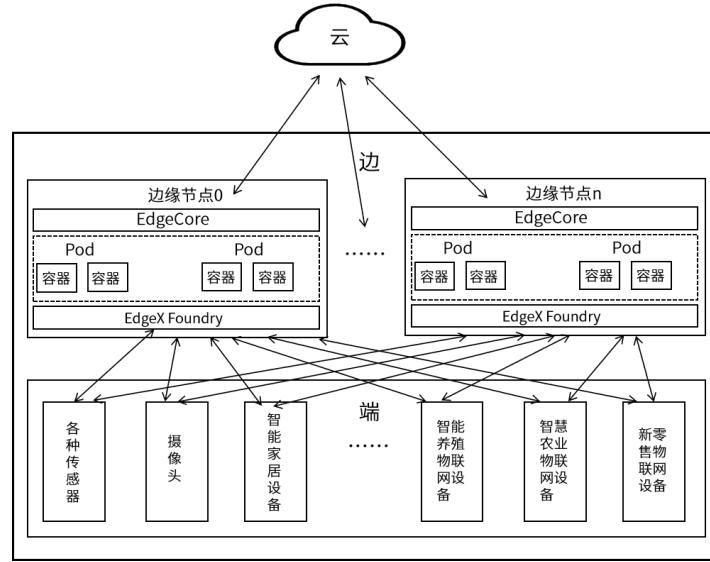 云
边
边缘节点0
EdgeCore
Pod
Pod
容器
容器
容器
容器
EdgeX Foundry
……
边缘节点n
EdgeCore
Pod
Pod
容器
容器
容器
容器
EdgeX Foundry
端
各种传感器
摄像头
智能家居设备
……
智能
养殖
物联
网设
备
智慧
农业
物联
网设
备
新零
售物
联网
设备